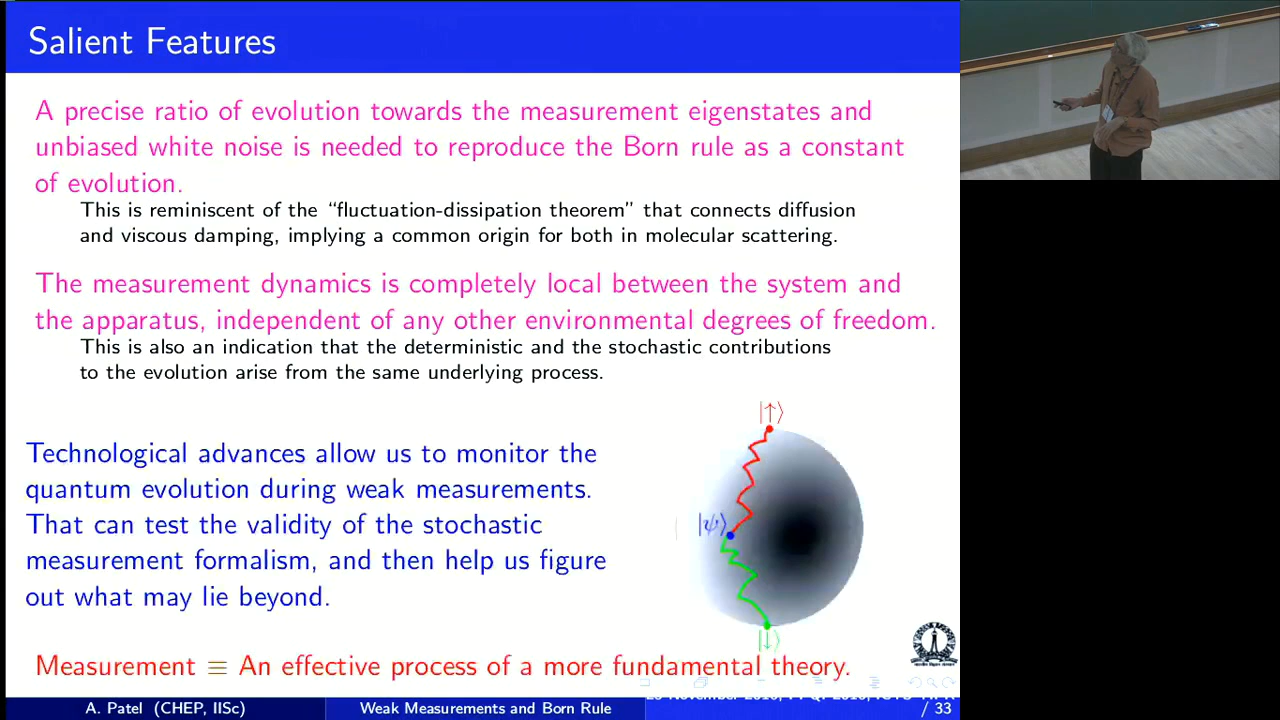 Salient Features
A precise ratio of evolution towards the measurement eigenstates and
unbiased white noise is needed to reproduce the Born rule as a constant
of evolution.
This is reminiscent of the “fluctuation-dissipation theorem” that connects diffusion
and viscous damping, implying a common origin for both in molecular scattering.
The measurement dynamics is completely local between the system and
the apparatus, independent of any other environmental degrees of freedom.
This is also an indication that the deterministic and the stochastic contributions
to the evolution arise from the same underlying process.
Technological advances allow us to monitor the
quantum evolution during weak measurements.
That can test the validity of the stochastic
measurement formalism, and then help us figure
out what may lie beyond.
|↑⟩
|ψ⟩
|↓⟩
Measurement ≡ An effective process of a more fundamental theory.
A. Patel (CHEP, IISc)
Weak Measurements and Born Rule
/ 33